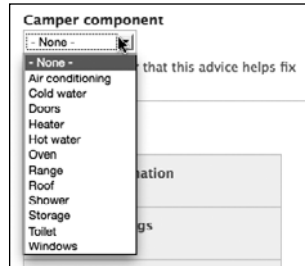 Camper component
- None -
- None -
r that this advice helps fix
Air conditioning
Cold water
Doors
Heater
Hot water
Oven
Range
ation
Roof
Shower
Storage
gs
Toilet
Windows